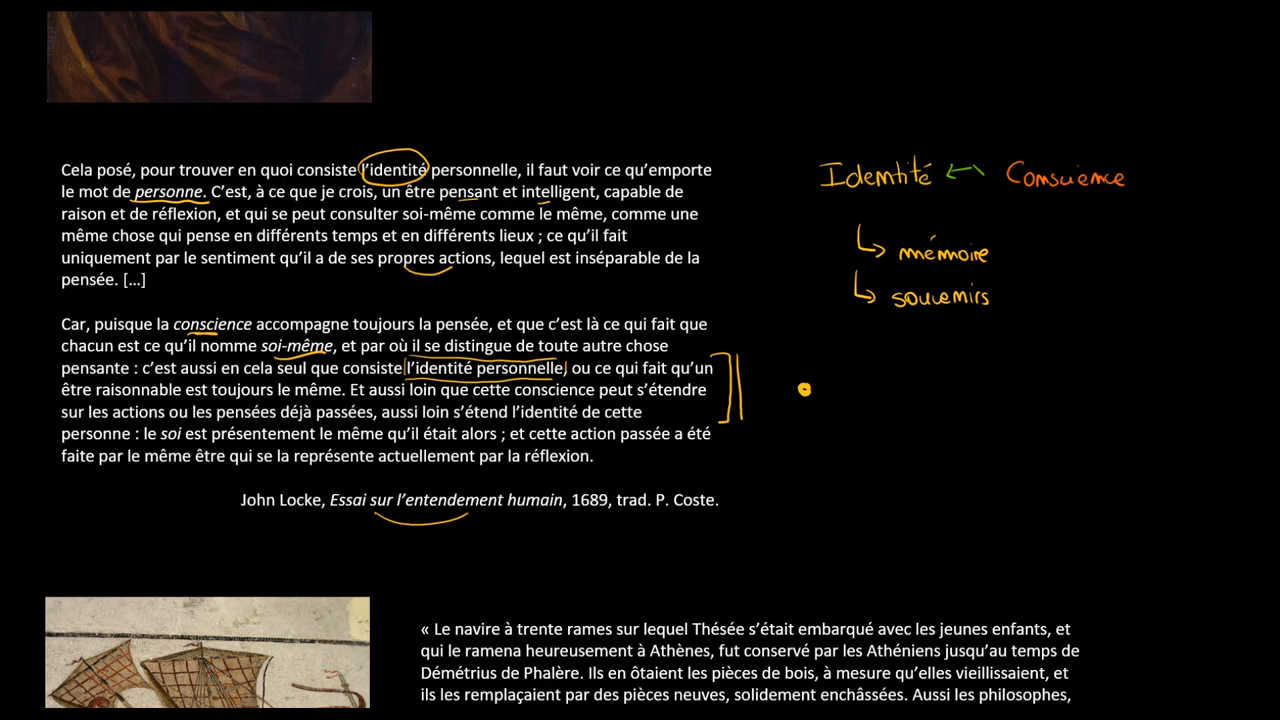 Cela posé, pour trouver en quoi consiste l'identité personnelle, il faut voir ce qu'emporte
le mot de personne. C'est, à ce que je crois, un être pensant et intelligent, capable de
raison et de réflexion, et qui se peut consulter soi-même comme le même, comme une
même chose qui pense en différents temps et en différents lieux ; ce qu'il fait
uniquement par le sentiment qu'il a de ses propres actions, lequel est inséparable de la
pensée. […]
Car, puisque la conscience accompagne toujours la pensée, et que c'est là ce qui fait que
chacun est ce qu'il nomme soi-même, et par où il se distingue de toute autre chose
pensante : c'est aussi en cela seul que consiste l'identité personnelle, ou ce qui fait qu'un
être raisonnable est toujours le même. Et aussi loin que cette conscience peut s'étendre
sur les actions ou les pensées déjà passées, aussi loin s'étend l'identité de cette
personne : le soi est présentement le même qu'il était alors ; et cette action passée a été
faite par le même être qui se la représente actuellement par la réflexion.
John Locke, Essai sur l'entendement humain, 1689, trad. P. Coste.
Identité ← Conscience
mémoire
souvenirs
« Le navire à trente rames sur lequel Thésée s'était embarqué avec les jeunes enfants, et
qui le ramena heureusement à Athènes, fut conservé par les Athéniens jusqu'au temps de
Démétrius de Phalère. Ils en ôtaient les pièces de bois, à mesure qu'elles vieillissaient, et
ils les remplaçaient par des pièces neuves, solidement enchâssées. Aussi les philosophes,